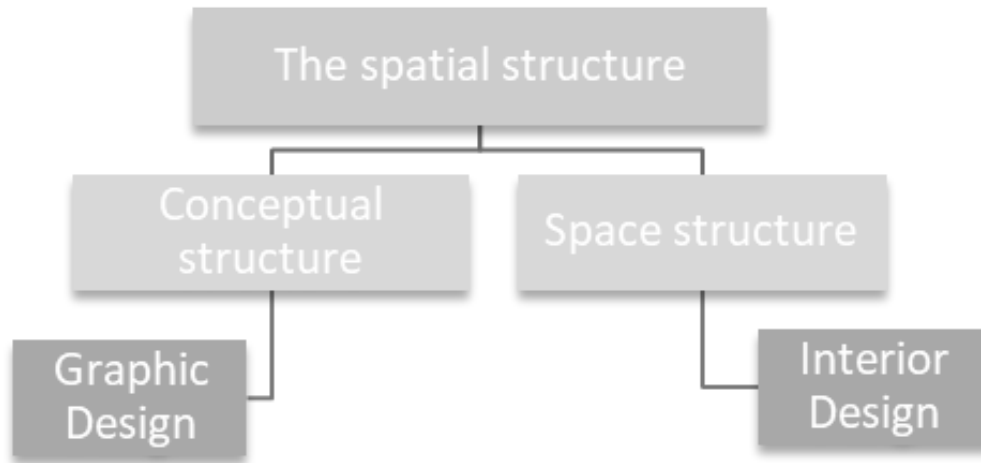 The spatial structure
Conceptual
structure
Space structure
Graphic
Design
Interior
Design